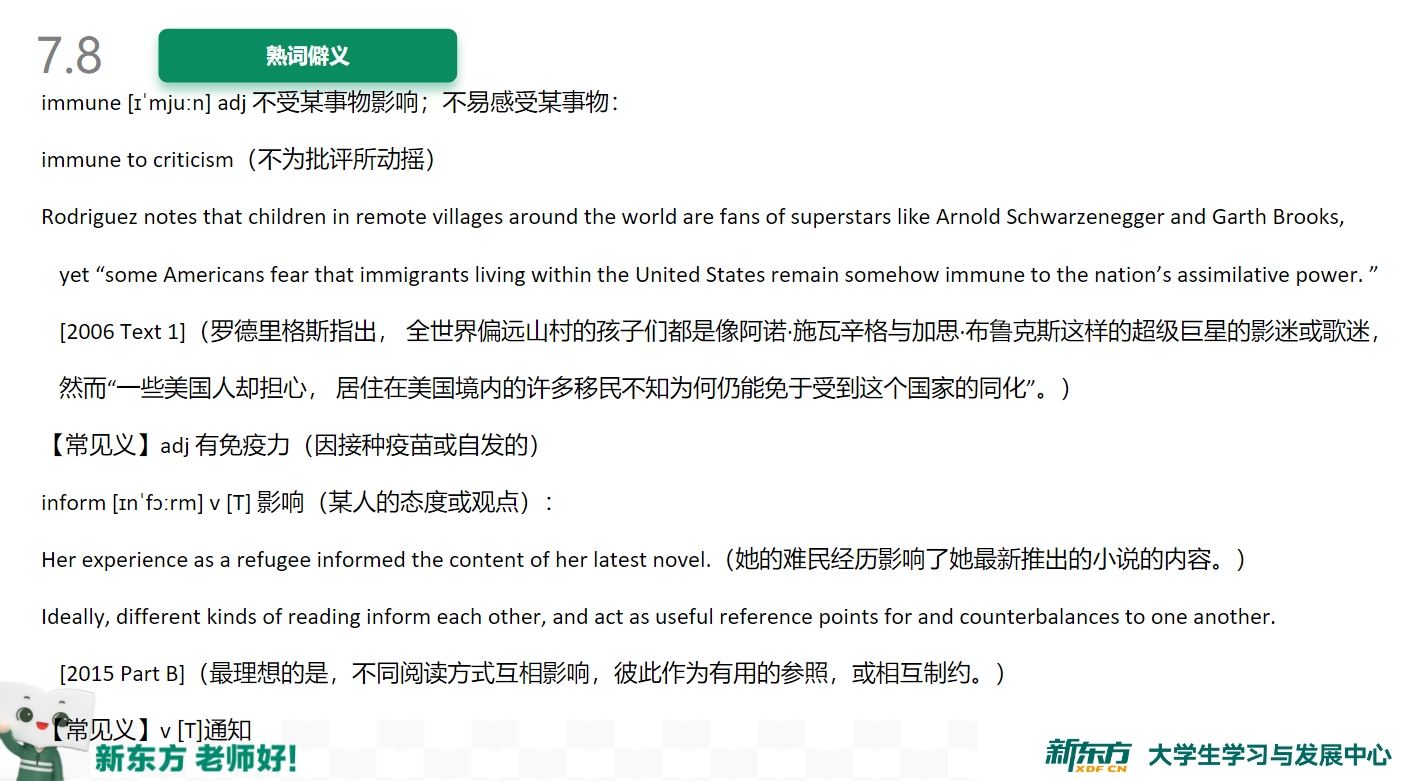 7.8
熟词僻义
immune [ɪˈmjuːn] adj 不受某事物影响；不易感受某事物：
immune to criticism（不为批评所动摇）
Rodriguez notes that children in remote villages around the world are fans of superstars like Arnold Schwarzenegger and Garth Brooks,
yet “some Americans fear that immigrants living within the United States remain somehow immune to the nation’s assimilative power. ”
[2006 Text 1]（罗德里格斯指出， 全世界偏远山村的孩子们都是像阿诺·施瓦辛格与加思·布鲁克斯这样的超级巨星的影迷或歌迷，
然而“一些美国人却担心， 居住在美国境内的许多移民不知为何仍能免于受到这个国家的同化”。）
【常见义】adj 有免疫力（因接种疫苗或自发的）
inform [ɪnˈfɔːrm] v [T] 影响（某人的态度或观点）：
Her experience as a refugee informed the content of her latest novel.（她的难民经历影响了她最新推出的小说的内容。）
Ideally, different kinds of reading inform each other, and act as useful reference points for and counterbalances to one another.
[2015 Part B]（最理想的是，不同阅读方式互相影响，彼此作为有用的参照，或相互制约。）
【常见义】v [T]通知
新东方 老师好!
新东方 XDF.CN 大学生学习与发展中心